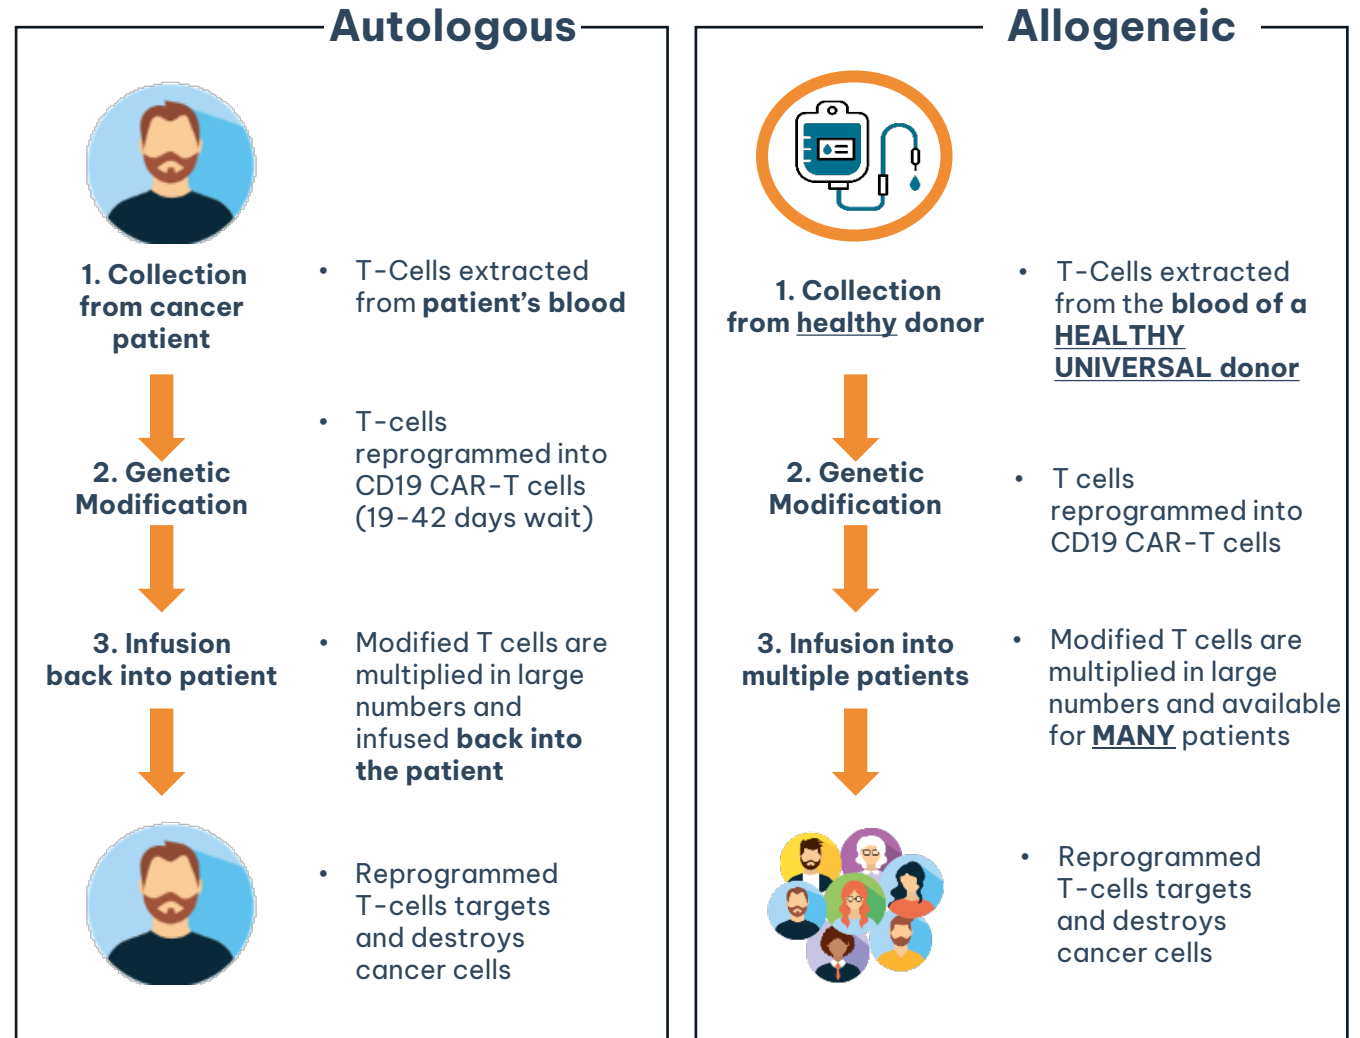 Autologous
1. Collection
from cancer
patient
• T-Cells extracted
from patient’s blood
2. Genetic
Modification
• T-cells
reprogrammed into
CD19 CAR-T cells
(19-42 days wait)
3. Infusion
back into patient
• Modified T cells are
multiplied in large
numbers and
infused back into
the patient
• Reprogrammed
T-cells targets
and destroys
cancer cells
Allogeneic
1. Collection
from healthy donor
• T-Cells extracted
from the blood of a
HEALTHY
UNIVERSAL donor
2. Genetic
Modification
• T cells
reprogrammed into
CD19 CAR-T cells
3. Infusion into
multiple patients
• Modified T cells are
multiplied in large
numbers and available
for MANY patients
• Reprogrammed
T-cells targets
and destroys
cancer cells